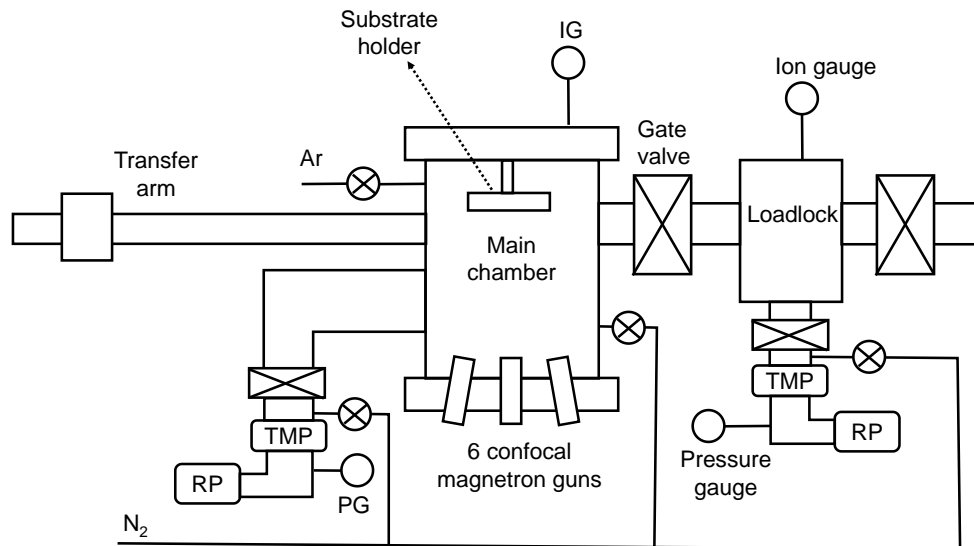 Substrate
holder
IG
Ion gauge
Gate
valve
Transfer
arm
Ar
Loadlock
Main
chamber
TMP
TMP
RP
6 confocal
magnetron guns
Pressure
gauge
RP
PG
N₂